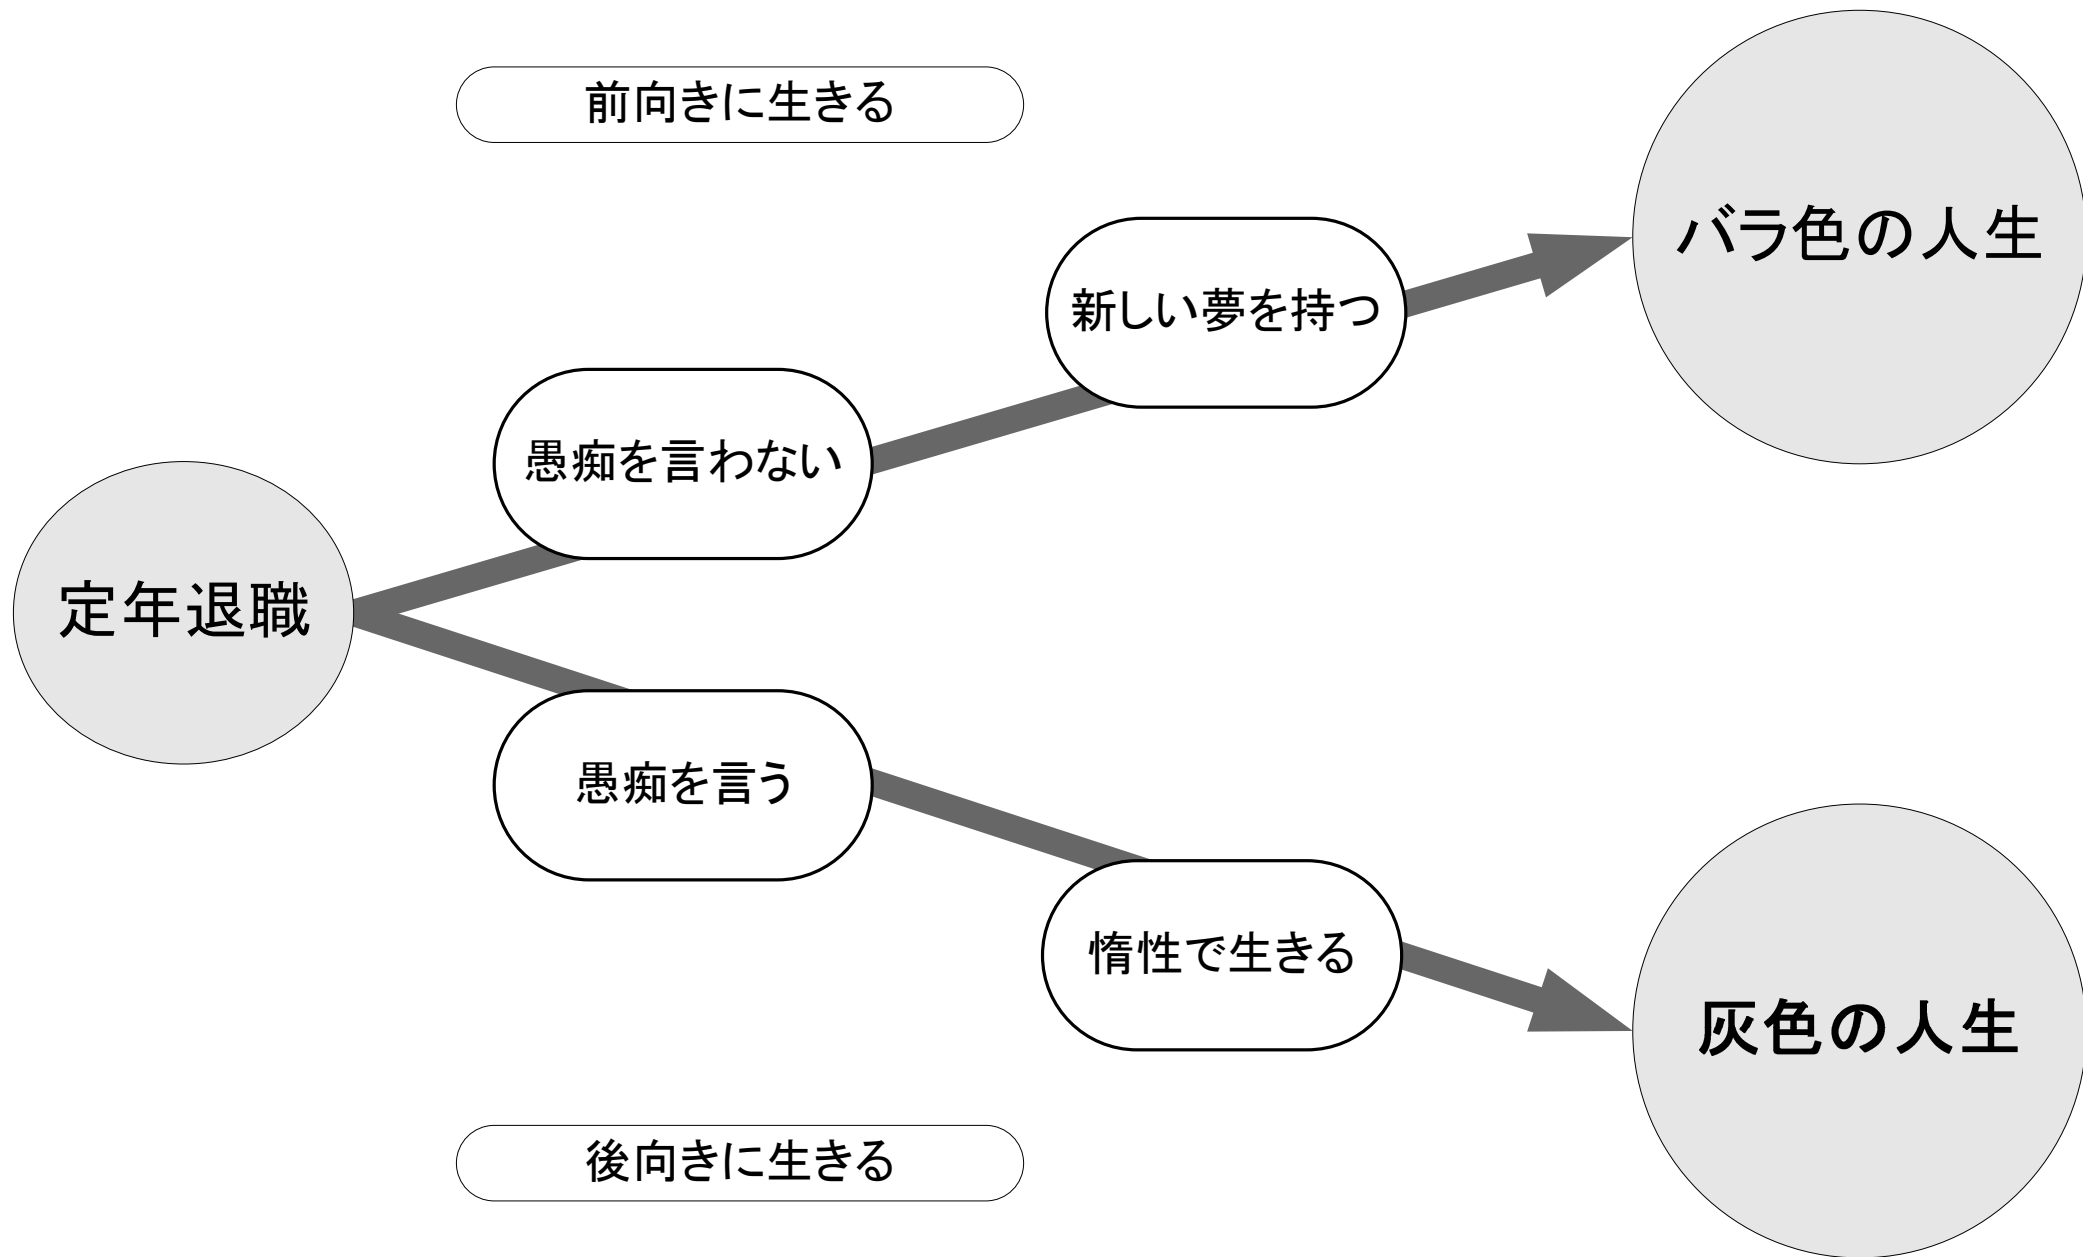 前向きに生きる
バラ色の人生
新しい夢を持つ
愚痴を言わない
定年退職
愚痴を言う
惰性で生きる
灰色の人生
後向きに生きる